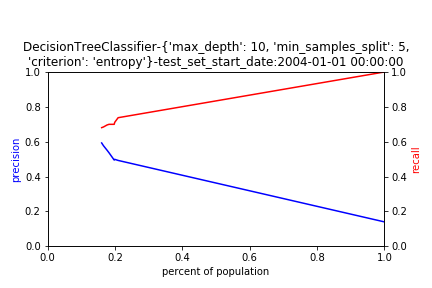 DecisionTreeClassifier-{'max_depth': 10, 'min_samples_split': 5,
'criterion': 'entropy'}-test_set_start_date:2004-01-01 00:00:00
1.0
0.8
0.6
0.4
0.2
0.0
precision
1.0
0.8
0.6
0.4
0.2
0.0
recall
0.0 0.2 0.4 0.6 0.8 1.0
percent of population